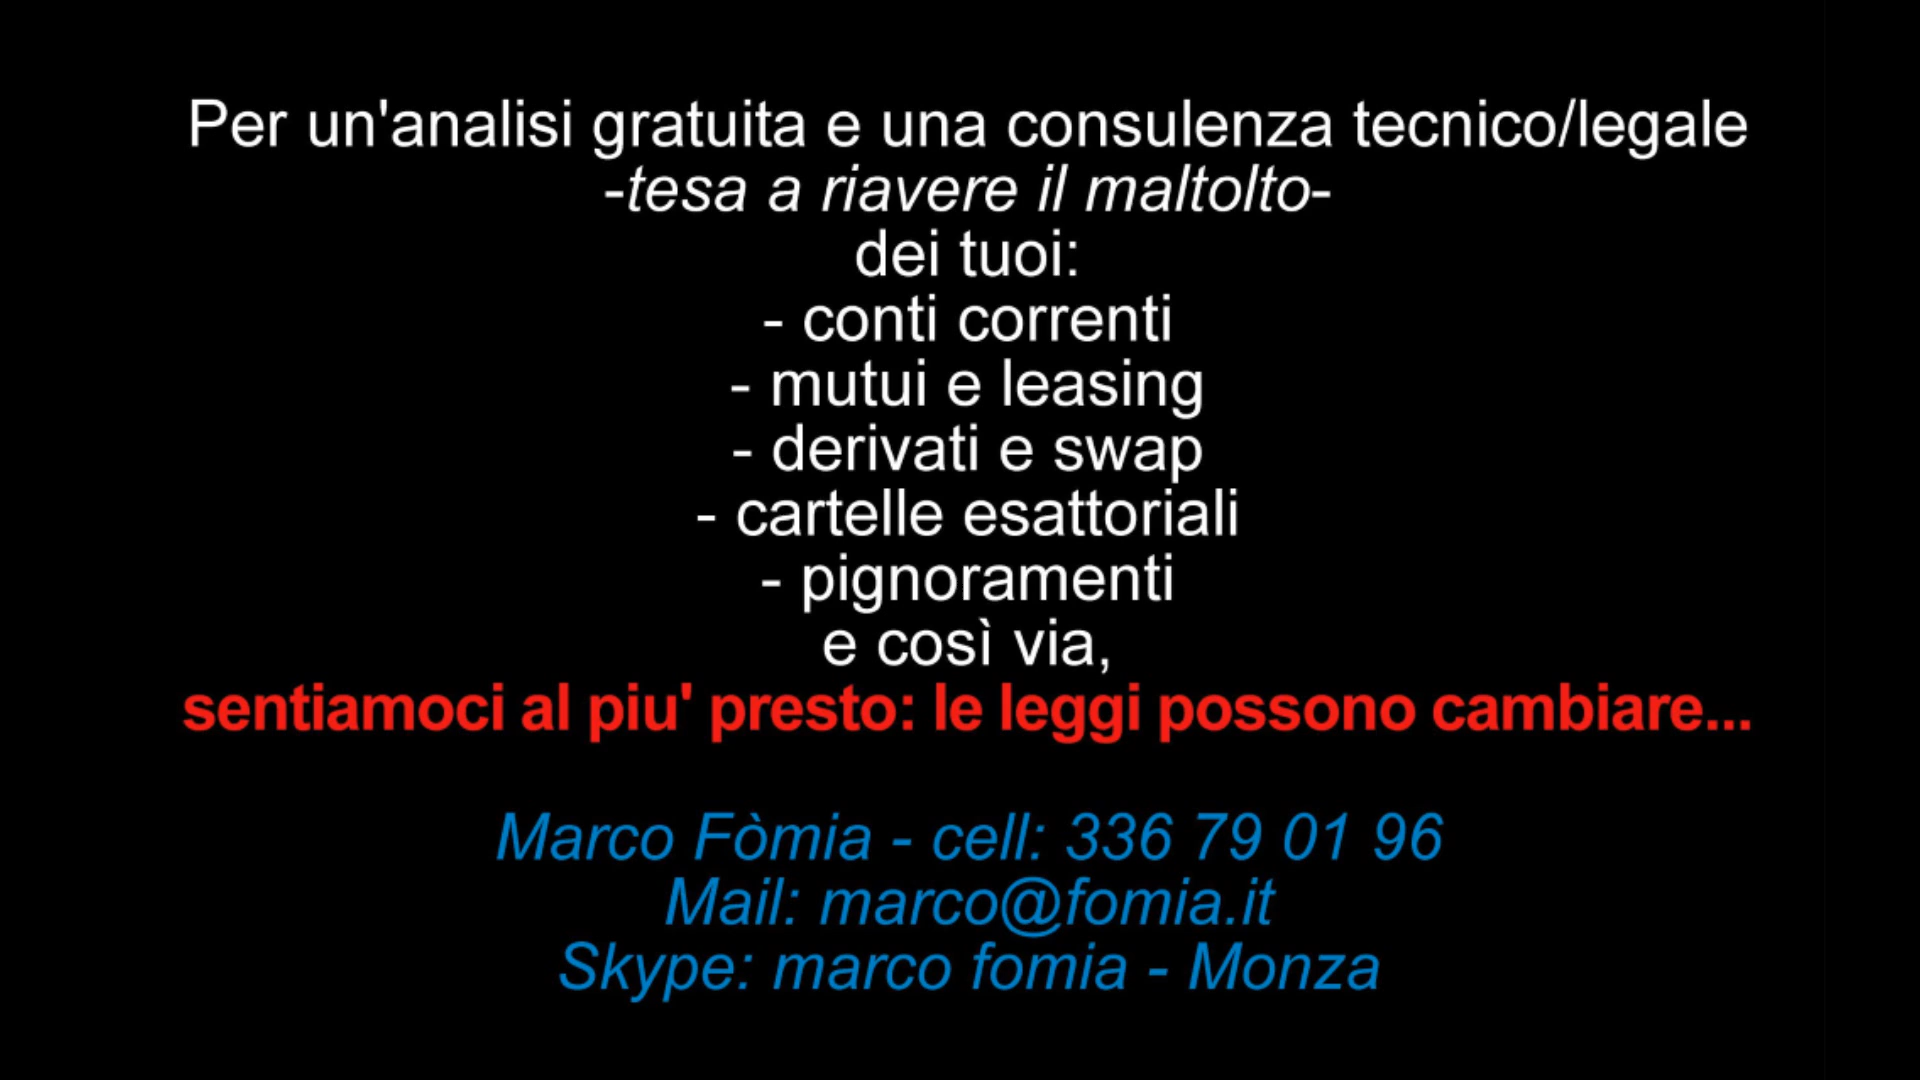 Per un'analisi gratuita e una consulenza tecnico/legale
-tesa a riavere il maltolto-
dei tuoi:
- conti correnti
- mutui e leasing
- derivati e swap
- cartelle esattoriali
- pignoramenti
e così via,
sentiamoci al piu' presto: le leggi possono cambiare...
Marco Fòmia - cell: 336 79 01 96
Mail: marco@fomia.it
Skype: marco fomia - Monza